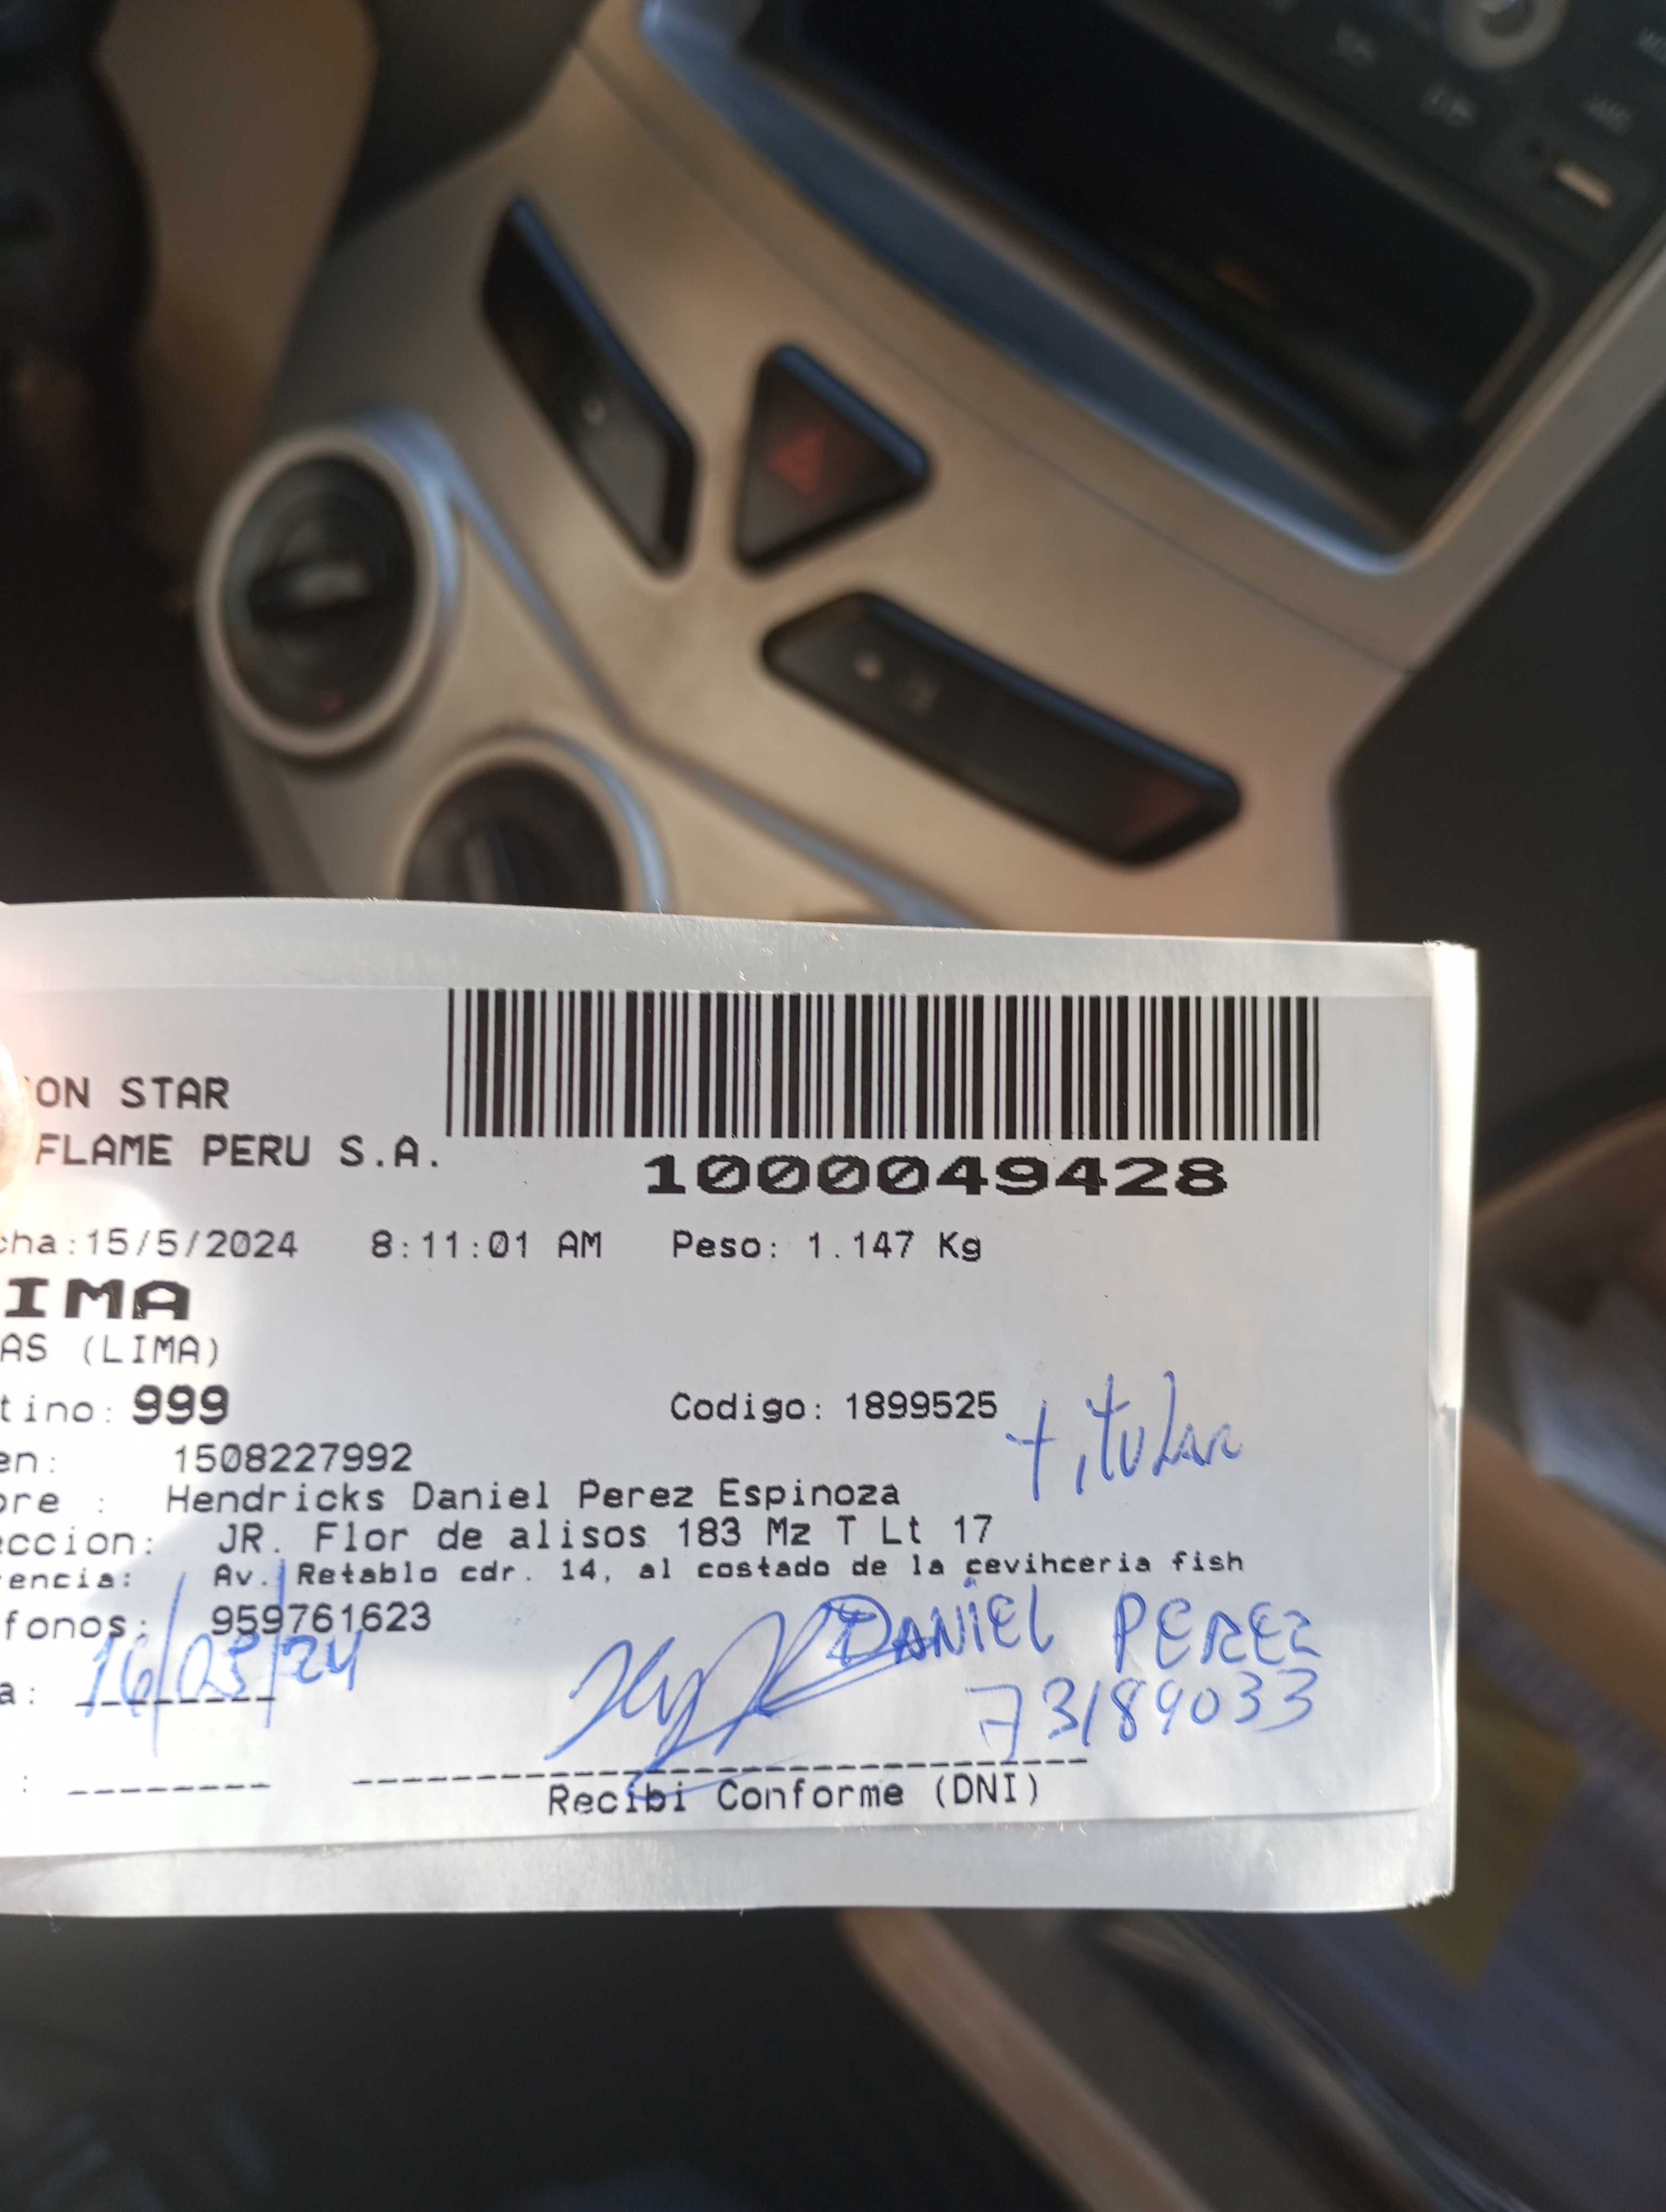 ON STAR
FLAME PERU S.A.
1000049428
cha:15/5/2024 8:11:01 AM Peso: 1.147 Kg
IMA
AS (LIMA)
tino: 999 Codigo: 1899525
titular
en: 1508227992
bre : Hendricks Daniel Perez Espinoza
eccion: JR. Flor de alisos 183 Mz T Lt 17
rencia: Av. Retablo cdr. 14, al costado de la cevihceria fish
fonos: 959761623
DANIEL PEREZ
a: 16/05/24
73189033
Recibi Conforme (DNI)